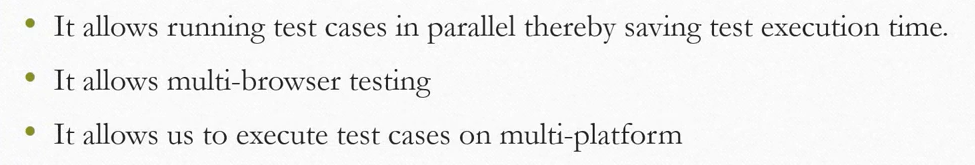 • It allows running test cases in parallel thereby saving test execution time.
• It allows multi-browser testing
• It allows us to execute test cases on multi-platform